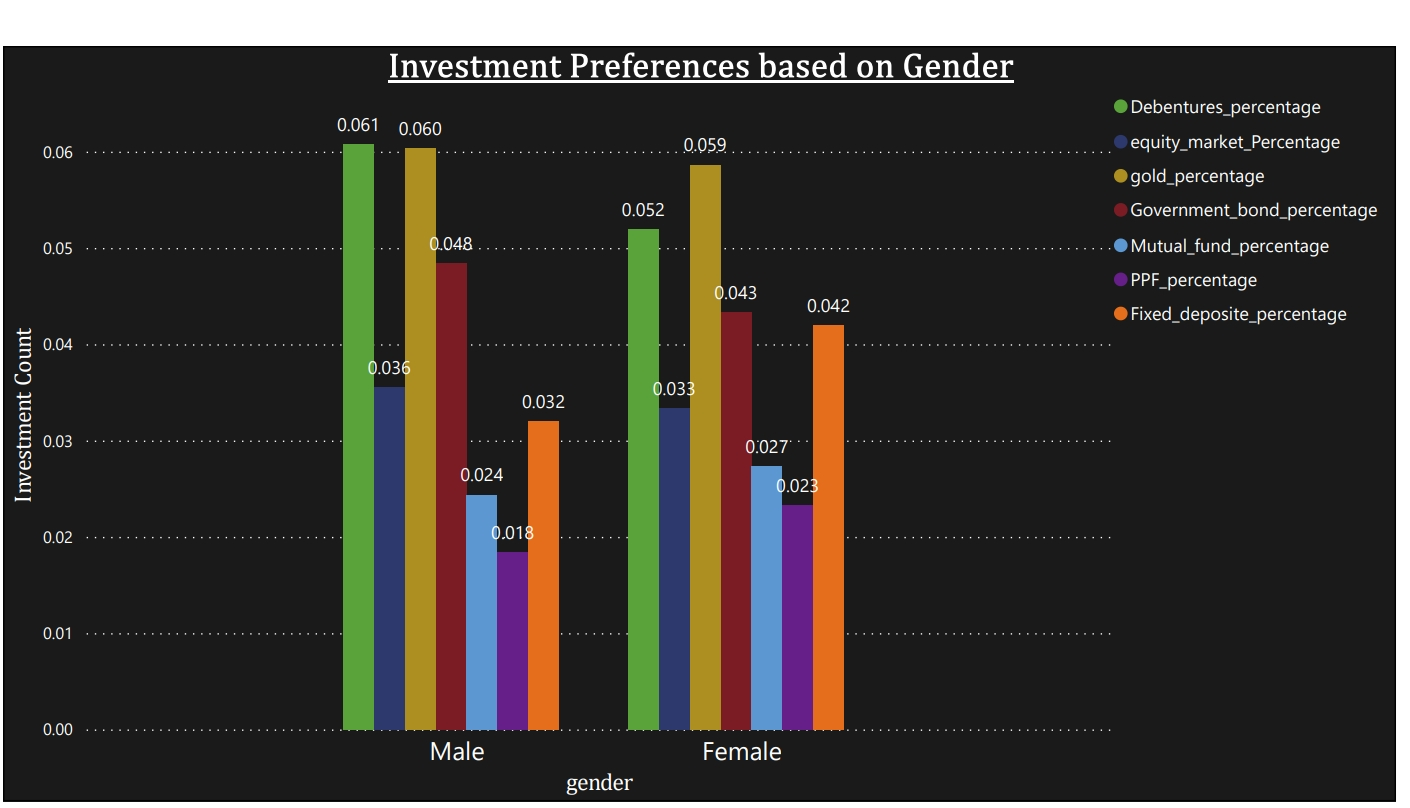 Investment Preferences based on Gender
Debentures_percentage
equity_market_Percentage
gold_percentage
Government_bond_percentage
Mutual_fund_percentage
PPF_percentage
Fixed_deposite_percentage
Investment Count
0.06
0.05
0.04
0.03
0.02
0.01
0.00
0.061
0.036
0.060
0.048
0.024
0.018
0.032
0.052
0.033
0.059
0.043
0.027
0.023
0.042
Male
Female
gender